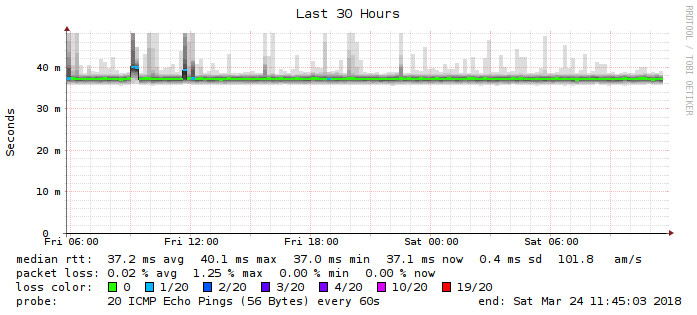 Last 30 Hours
RRDTOOL / TOBI OETIKER
Seconds
40 m
30 m
20 m
10 m
0
Fri 06:00 Fri 12:00 Fri 18:00 Sat 00:00 Sat 06:00
median rtt: 37.2 ms avg 40.1 ms max 37.0 ms min 37.1 ms now 0.4 ms sd 101.8 am/s
packet loss: 0.02 % avg 1.25 % max 0.00 % min 0.00 % now
loss color: 0 1/20 2/20 3/20 4/20 10/20 19/20
probe: 20 ICMP Echo Pings (56 Bytes) every 60s end: Sat Mar 24 11:45:03 2018